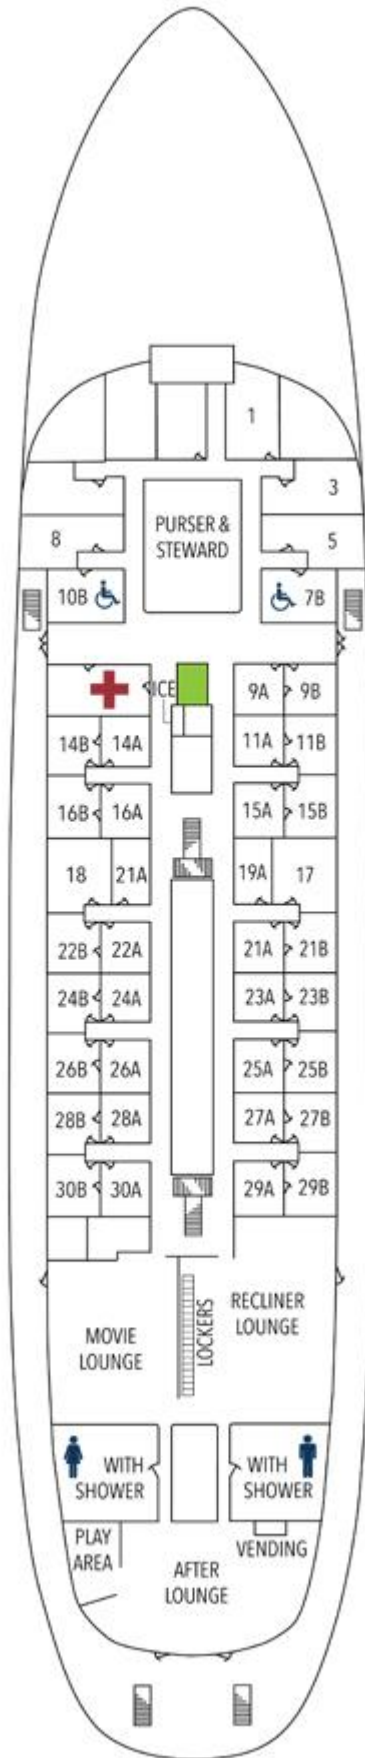 1
3
PURSER &
STEWARD
8
5
10B
7B
ICE
9A 9B
14B 14A
11A 11B
16B 16A
15A 15B
18 21A
19A 17
22B 22A
21A 21B
24B 24A
23A 23B
26B 26A
25A 25B
28B 28A
27A 27B
30B 30A
29A 29B
MOVIE
LOUNGE
LOCKERS
RECLINER
LOUNGE
WITH
SHOWER
WITH
SHOWER
PLAY
AREA
VENDING
AFTER
LOUNGE